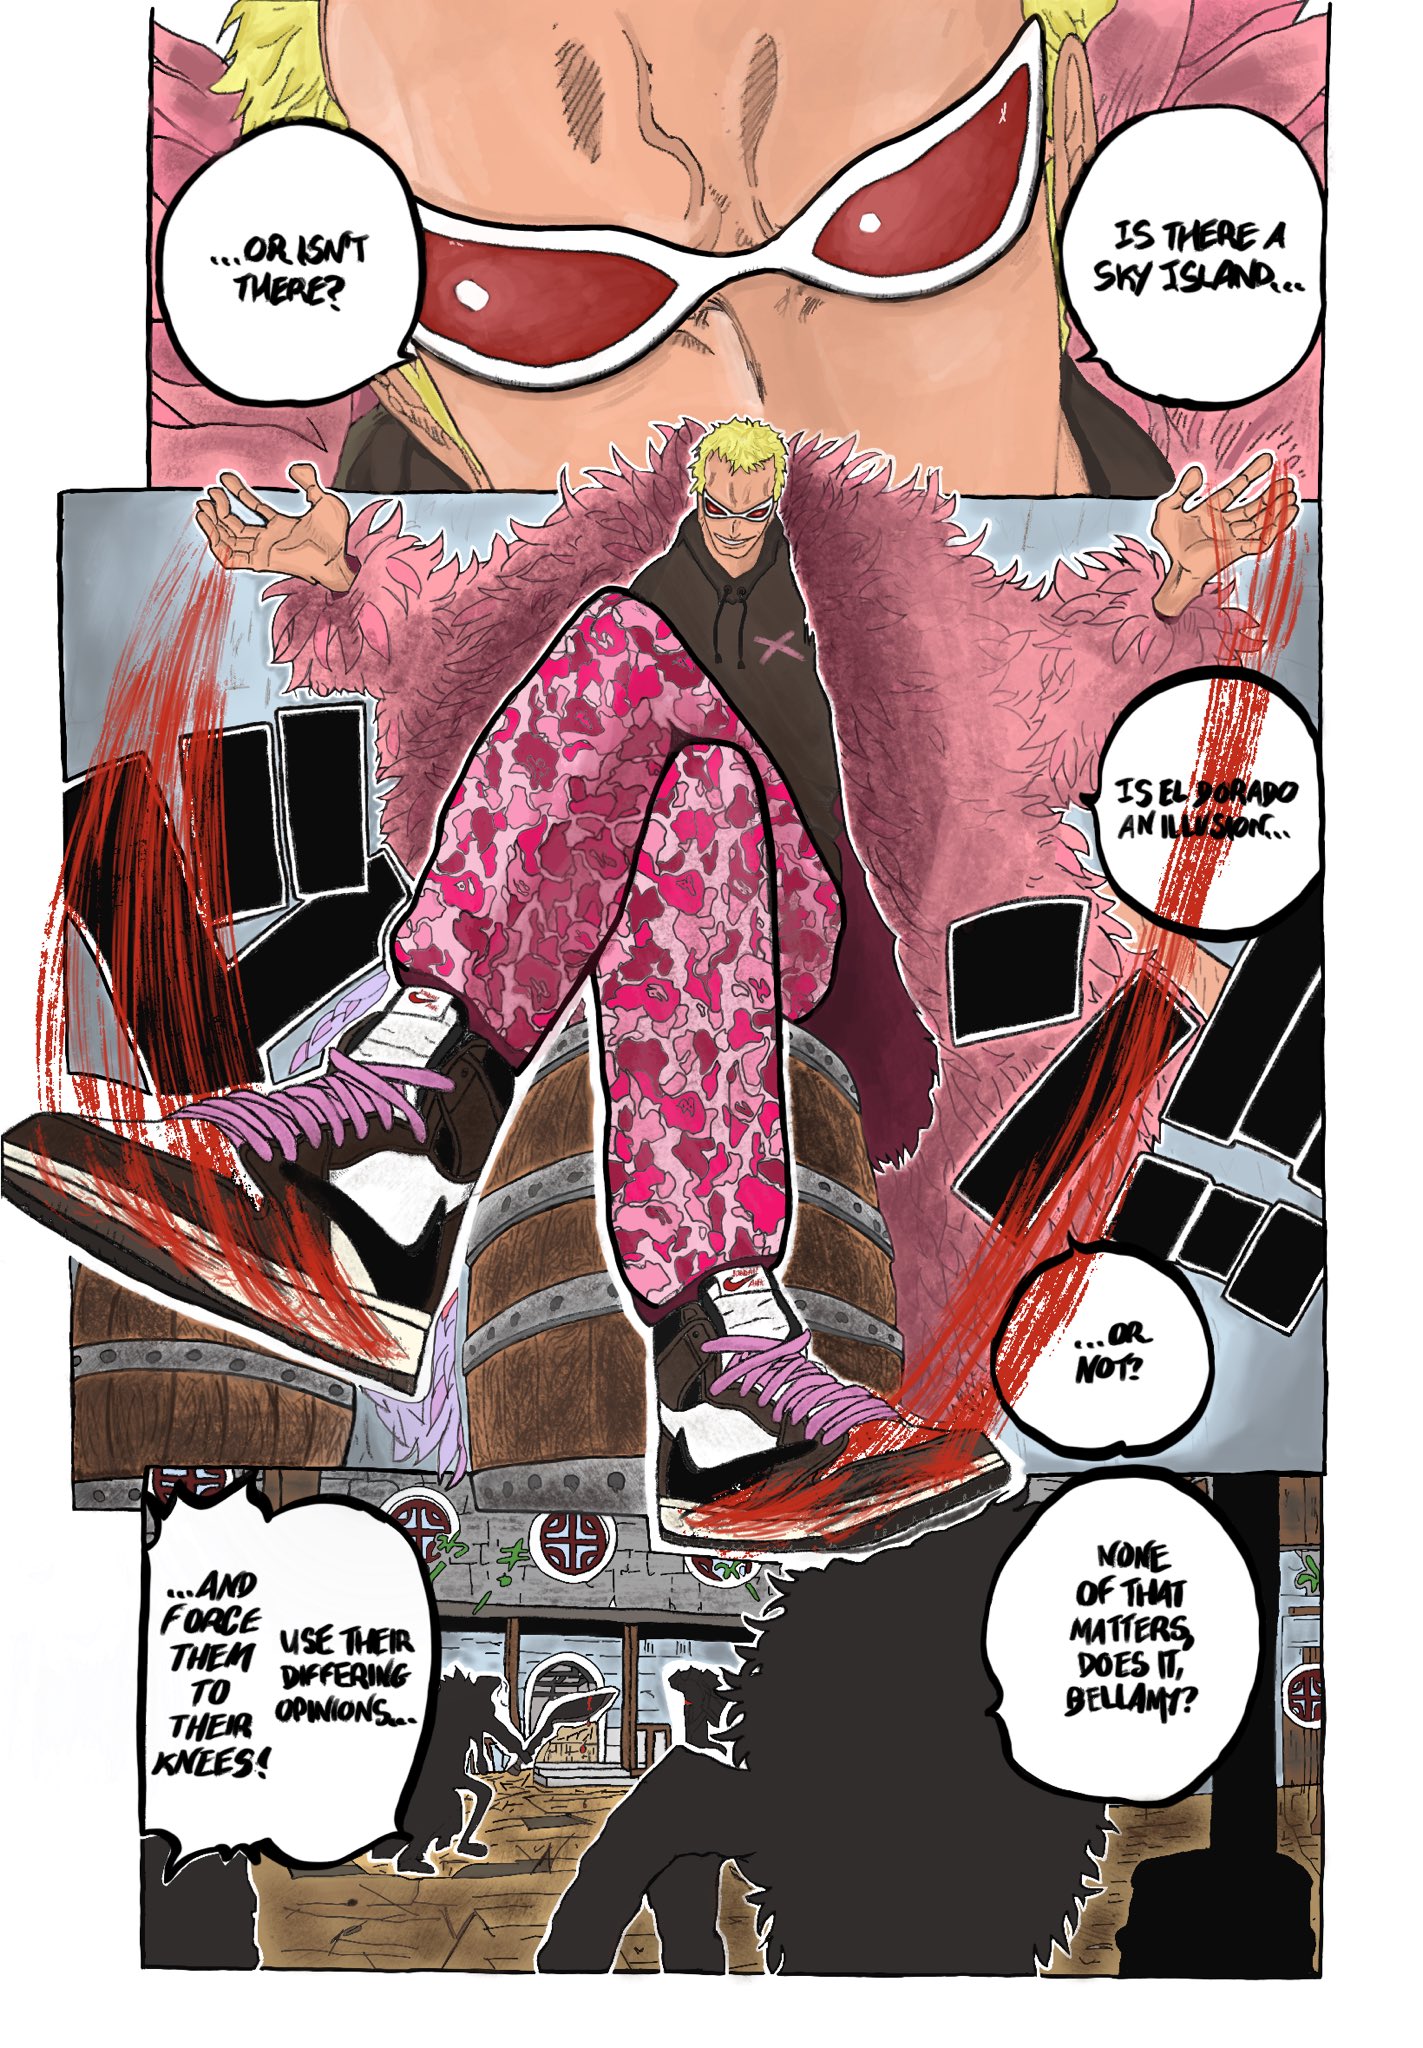 IS THERE A
SKY ISLAND...
...OR ISN'T
THERE?
IS EL DORADO
AN ILLUSION...
...OR
NOT?
NONE
OF THAT
MATTERS,
DOES IT,
BELLAMY?
USE THEIR
DIFFERING
OPINIONS...
...AND
FORCE
THEM
TO
THEIR
KNEES!